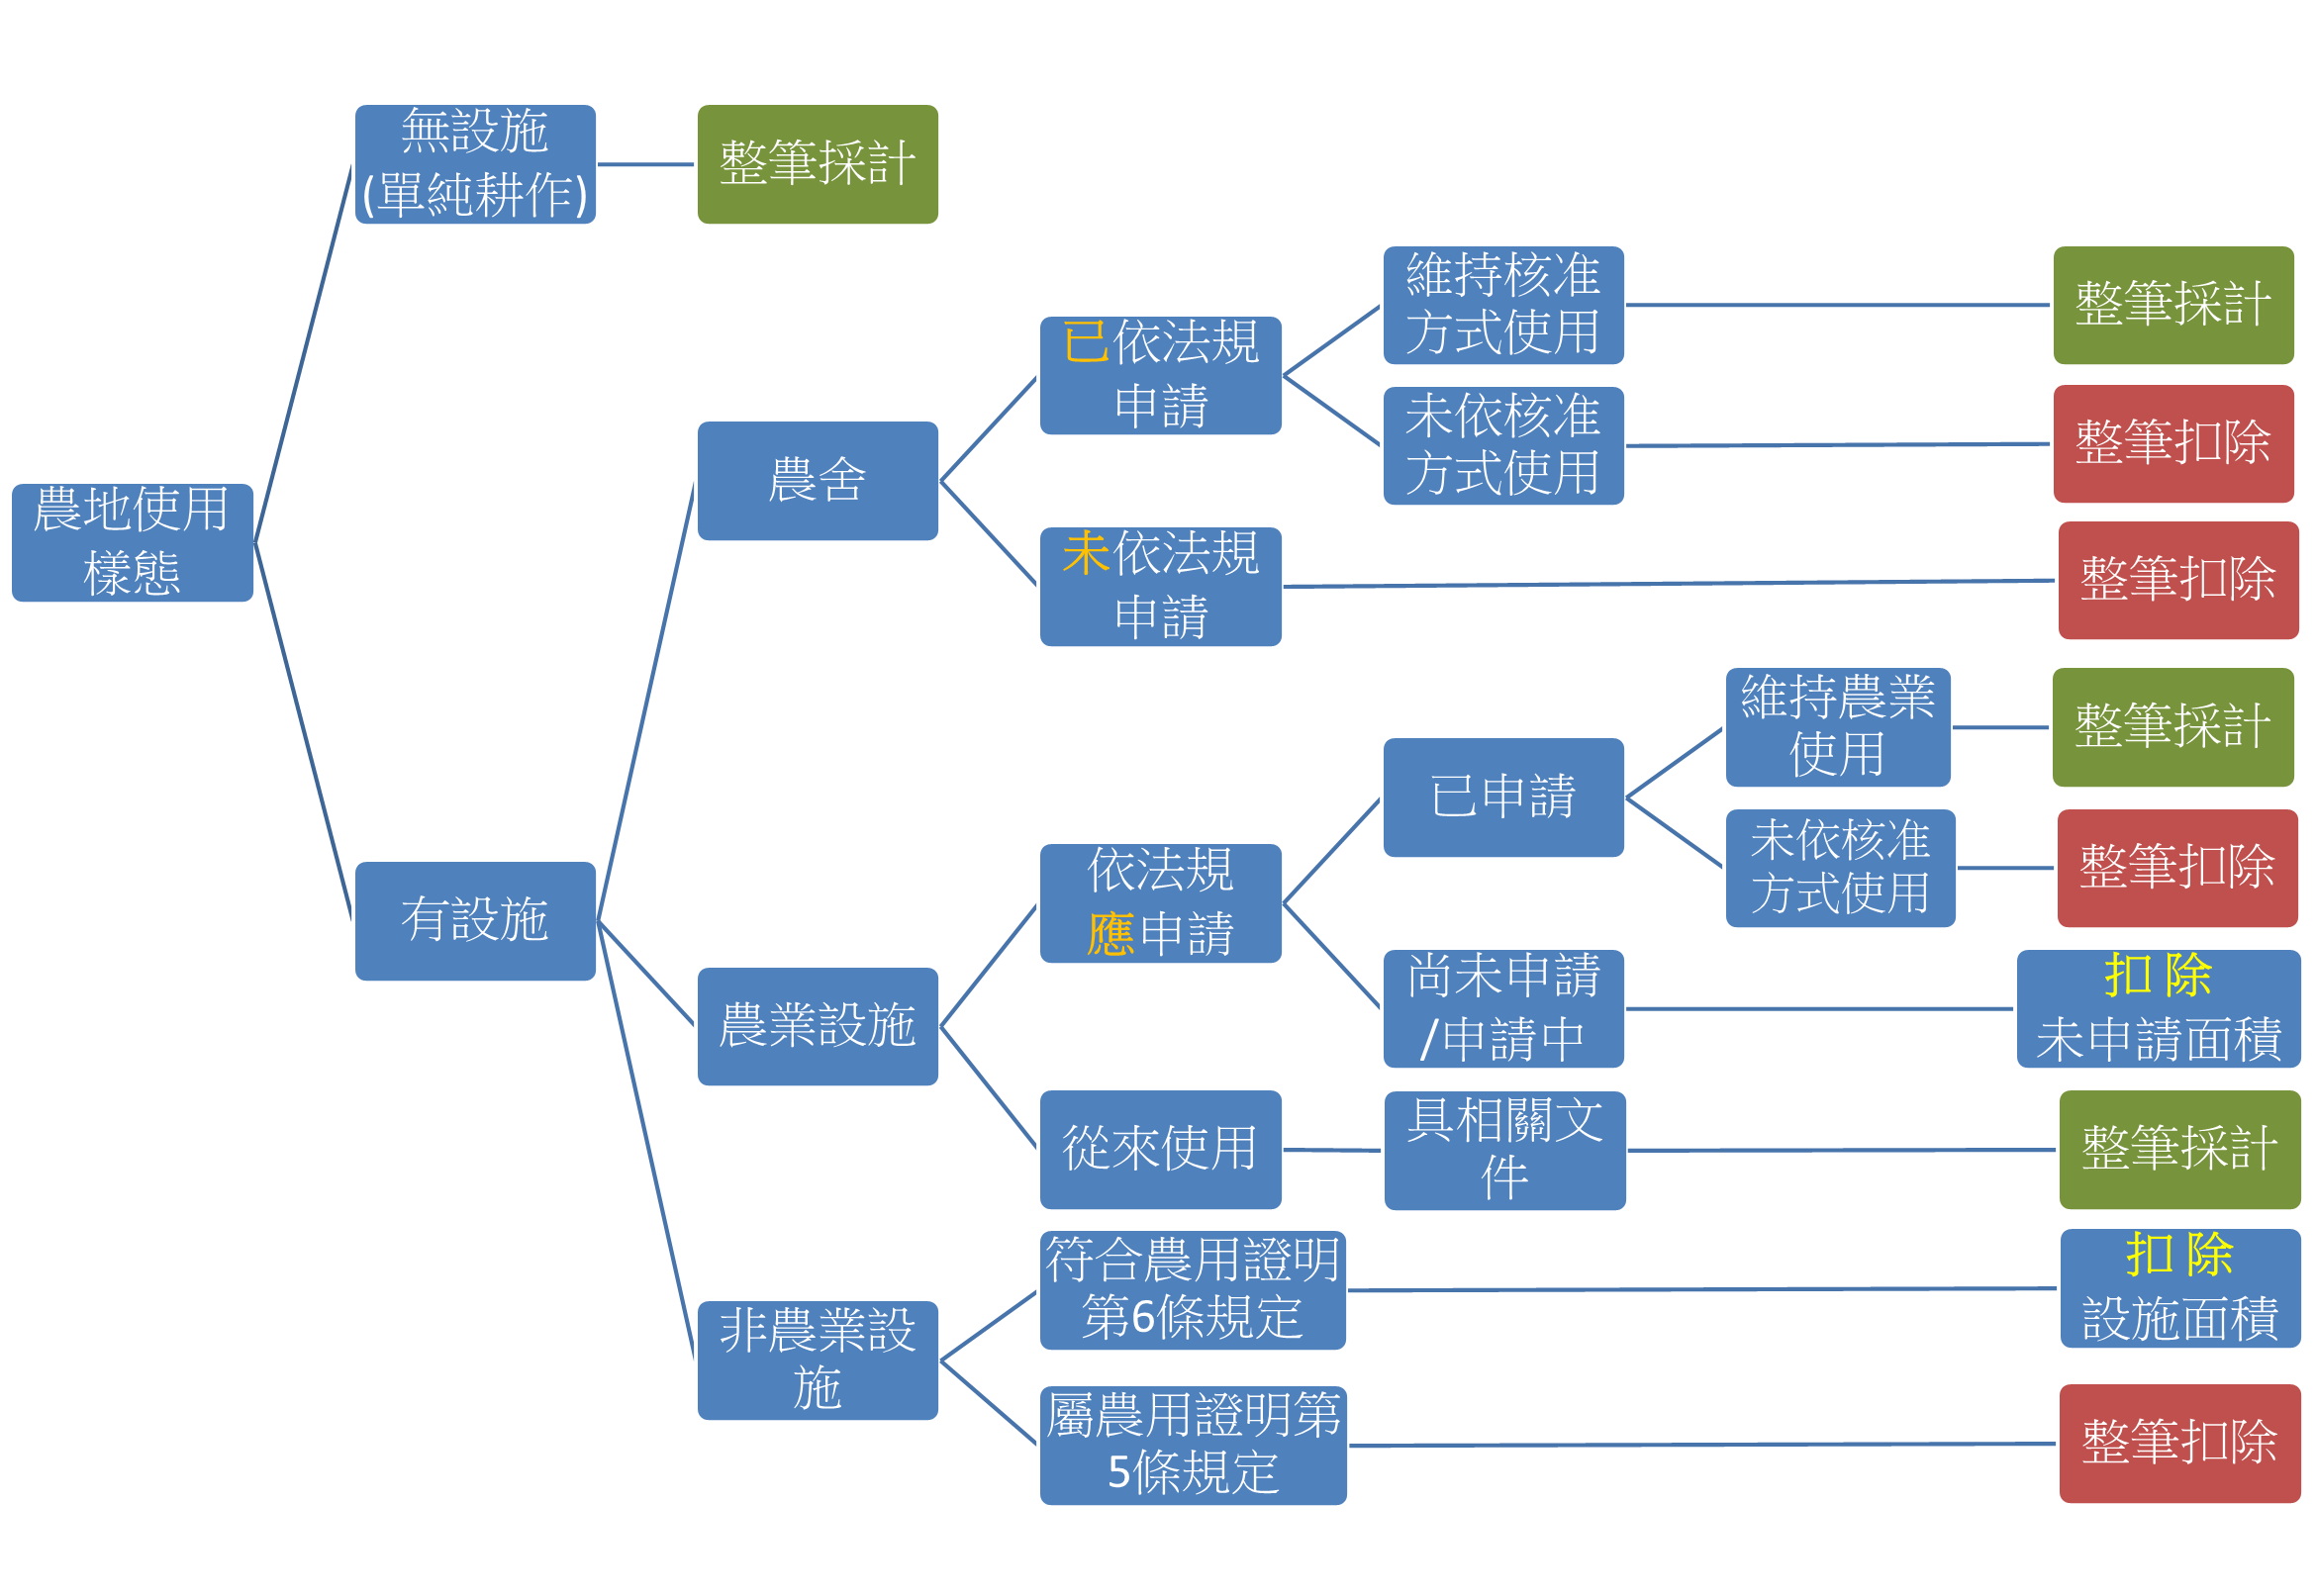 農地使用
樣態
無設施
(單純耕作)
整筆採計
有設施
農舍
已依法規
申請
維持核准
方式使用
整筆採計
未依核准
方式使用
整筆扣除
未依法規
申請
整筆扣除
農業設施
依法規
應申請
已申請
維持農業
使用
整筆採計
未依核准
方式使用
整筆扣除
尚未申請
/申請中
扣 除
未申請面積
從來使用
具相關文
件
整筆採計
非農業設
施
符合農用證明
第6條規定
扣 除
設施面積
屬農用證明第
5條規定
整筆扣除